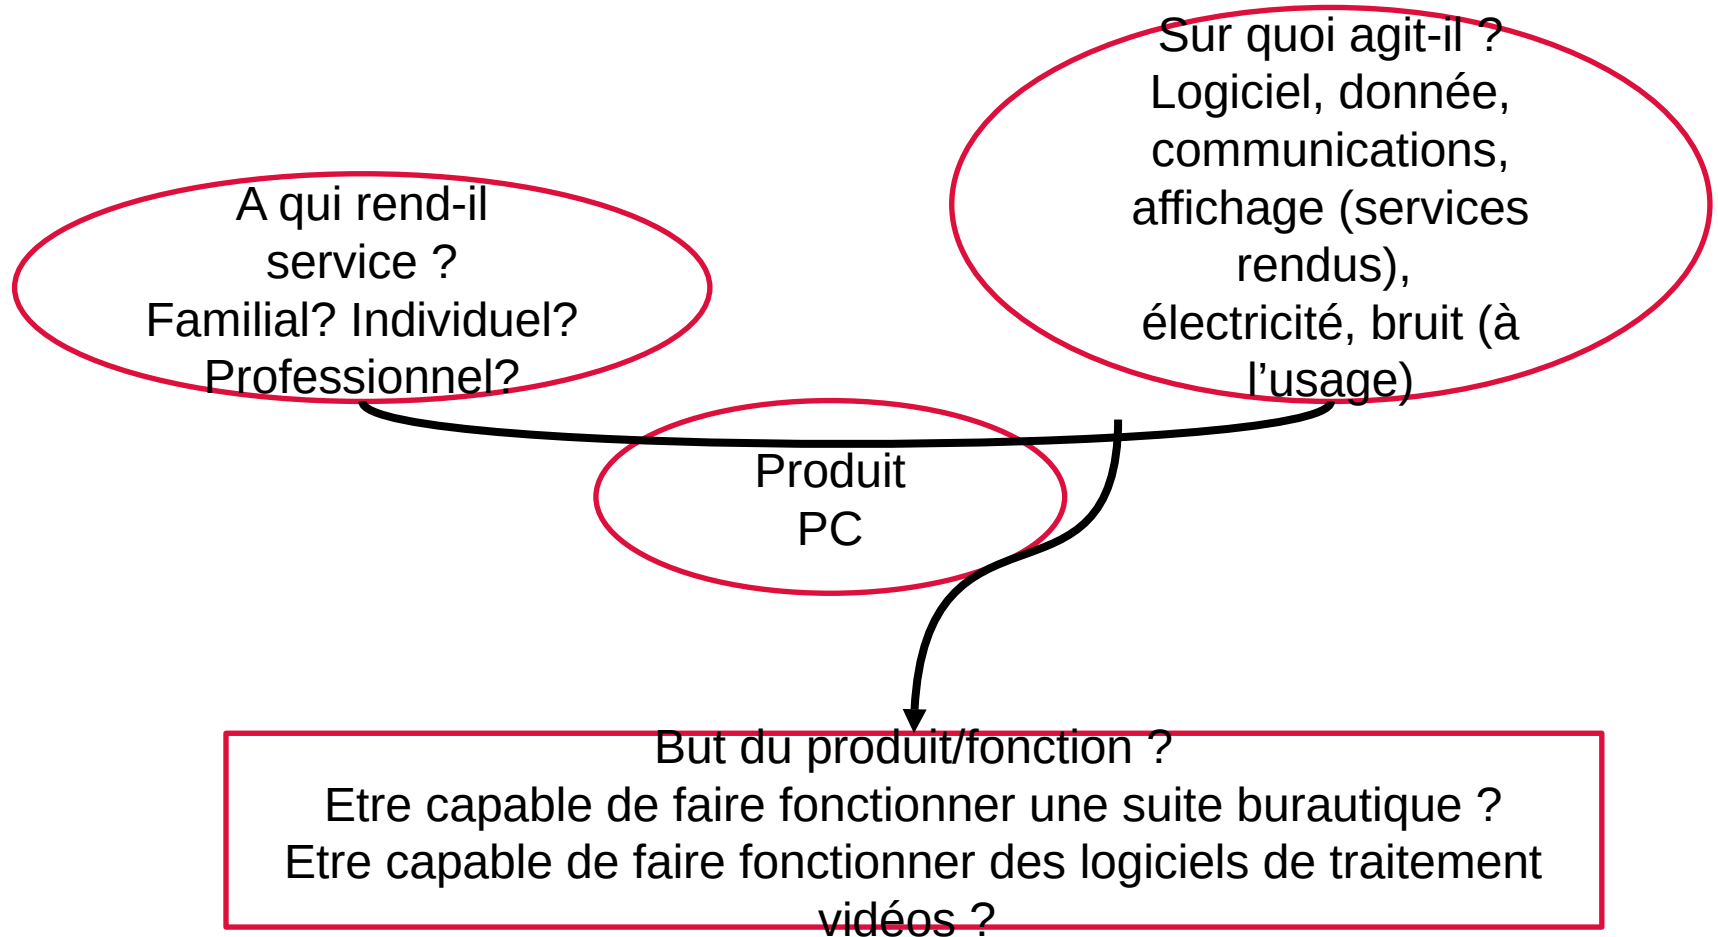 A qui rend-il
service ?
Familial? Individuel?
Professionnel?
Sur quoi agit-il ?
Logiciel, donnée,
communications,
affichage (services
rendus),
électricité, bruit (à
l’usage)
Produit
PC
But du produit/fonction ?
Etre capable de faire fonctionner une suite burautique ?
Etre capable de faire fonctionner des logiciels de traitement
vidéos ?